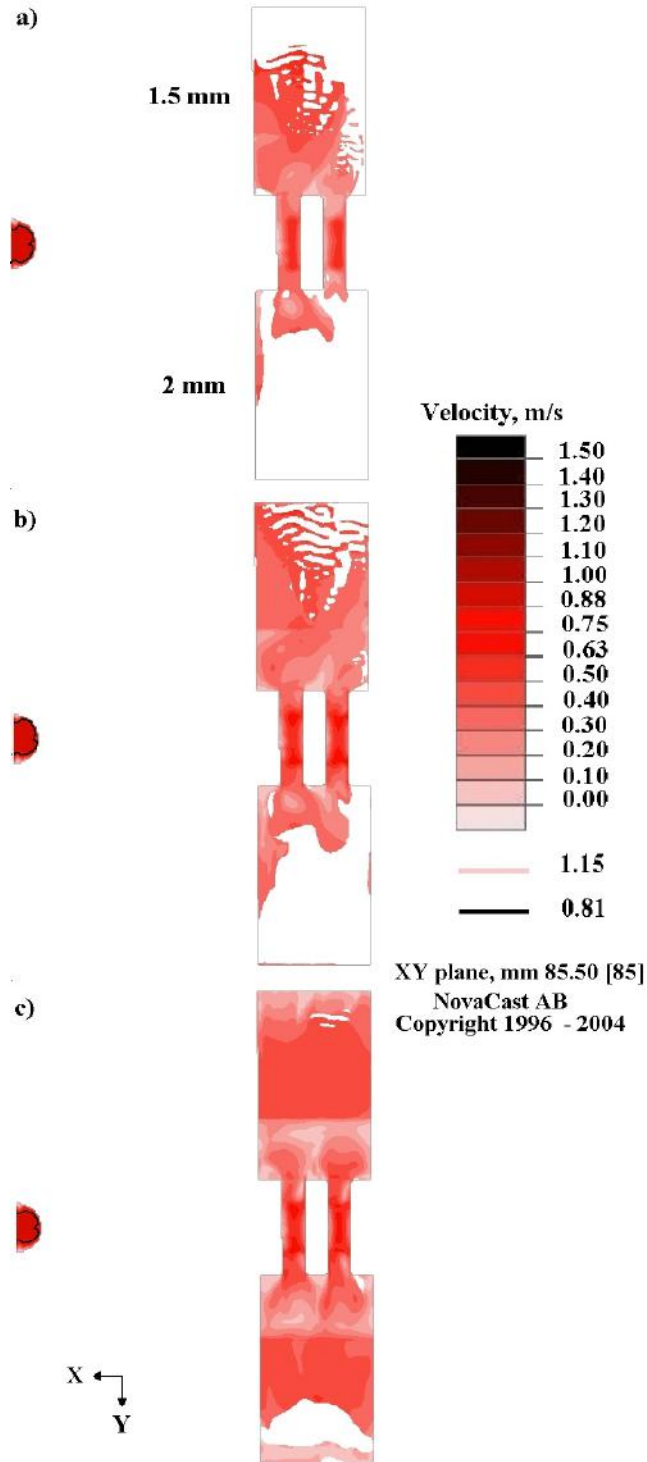 a)
1.5 mm
2 mm
Velocity, m/s
1.50
1.40
1.30
1.20
1.10
1.00
0.88
0.75
0.63
0.50
0.40
0.30
0.20
0.10
0.00
1.15
0.81
b)
XY plane, mm 85.50 [85]
NovaCast AB
Copyright 1996 - 2004
c)
X
Y